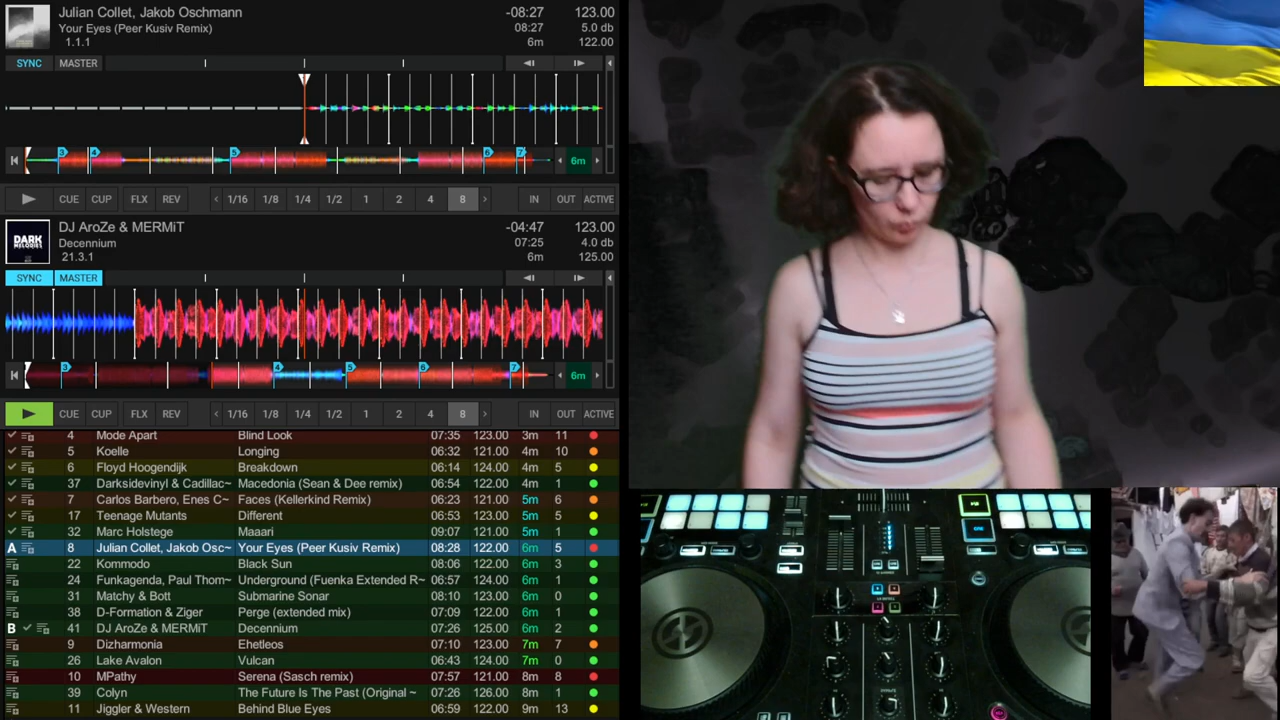 Julian Collet, Jakob Oschmann -08:27 123.00
Your Eyes (Peer Kusiv Remix) 08:27 5.0 db
1.1.1 6m 122.00
SYNC MASTER
3 4 5 6 7 6m
CUE CUP FLX REV < 1/16 1/8 1/4 1/2 1 2 4 8 > IN OUT ACTIVE
DJ AroZe & MERMiT -04:47 123.00
DARK
MELODIES
Decennium 07:25 4.0 db
21.3.1 6m 125.00
SYNC MASTER
3 4 5 6 7 6m
CUE CUP FLX REV < 1/16 1/8 1/4 1/2 1 2 4 8 > IN OUT ACTIVE
4 Mode Apart Blind Look 07:35 123.00 3m 11
5 Koelle Longing 06:32 121.00 4m 10
6 Floyd Hoogendijk Breakdown 06:14 124.00 4m 5
37 Darksidevinyl & Cadillac~ Macedonia (Sean & Dee remix) 06:54 122.00 4m 1
7 Carlos Barbero, Enes C~ Faces (Kellerkind Remix) 06:23 121.00 5m 6
17 Teenage Mutants Different 06:53 123.00 5m 5
32 Marc Holstege Maaari 09:07 121.00 5m 1
A 8 Julian Collet, Jakob Osc~ Your Eyes (Peer Kusiv Remix) 08:28 122.00 6m 5
22 Kommodo Black Sun 08:06 122.00 6m 3
24 Funkagenda, Paul Thom~ Underground (Fuenka Extended R~ 06:57 124.00 6m 1
31 Matchy & Bott Submarine Sonar 08:10 123.00 6m 0
38 D-Formation & Ziger Perge (extended mix) 07:09 122.00 6m 1
B 41 DJ AroZe & MERMiT Decennium 07:26 125.00 6m 2
9 Dizharmonia Ehetleos 07:10 123.00 7m 7
26 Lake Avalon Vulcan 06:43 124.00 7m 0
10 MPathy Serena (Sasch remix) 07:57 121.00 8m 8
39 Colyn The Future Is The Past (Original ~ 07:26 126.00 8m 1
11 Jiggler & Western Behind Blue Eyes 06:59 122.00 9m 13